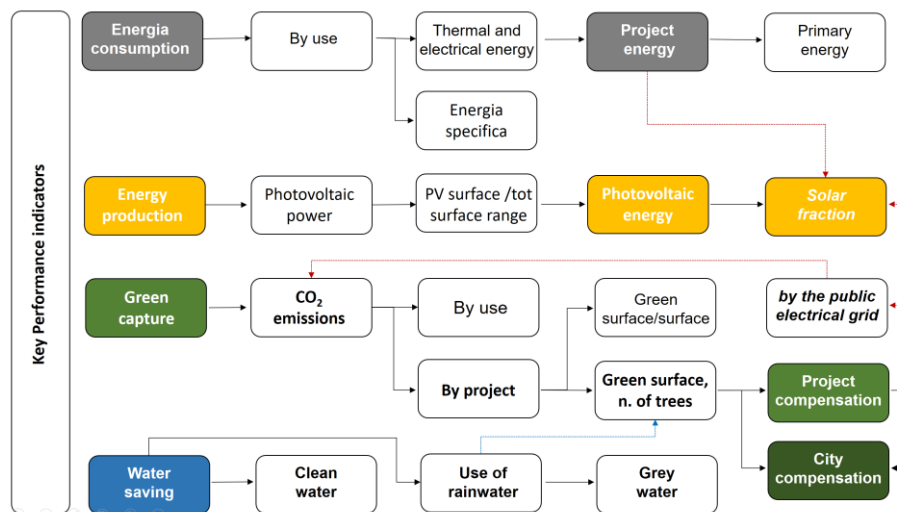 Key Performance indicators
Energia
consumption
By use
Thermal and
electrical energy
Project
energy
Primary
energy
Energia
specifica
Energy
production
Photovoltaic
power
PV surface /tot
surface range
Photovoltaic
energy
Solar
fraction
Green
capture
CO₂
emissions
By use
Green
surface/surface
by the public
electrical grid
By project
Green surface,
n. of trees
Project
compensation
Water
saving
Clean
water
Use of
rainwater
Grey
water
City
compensation